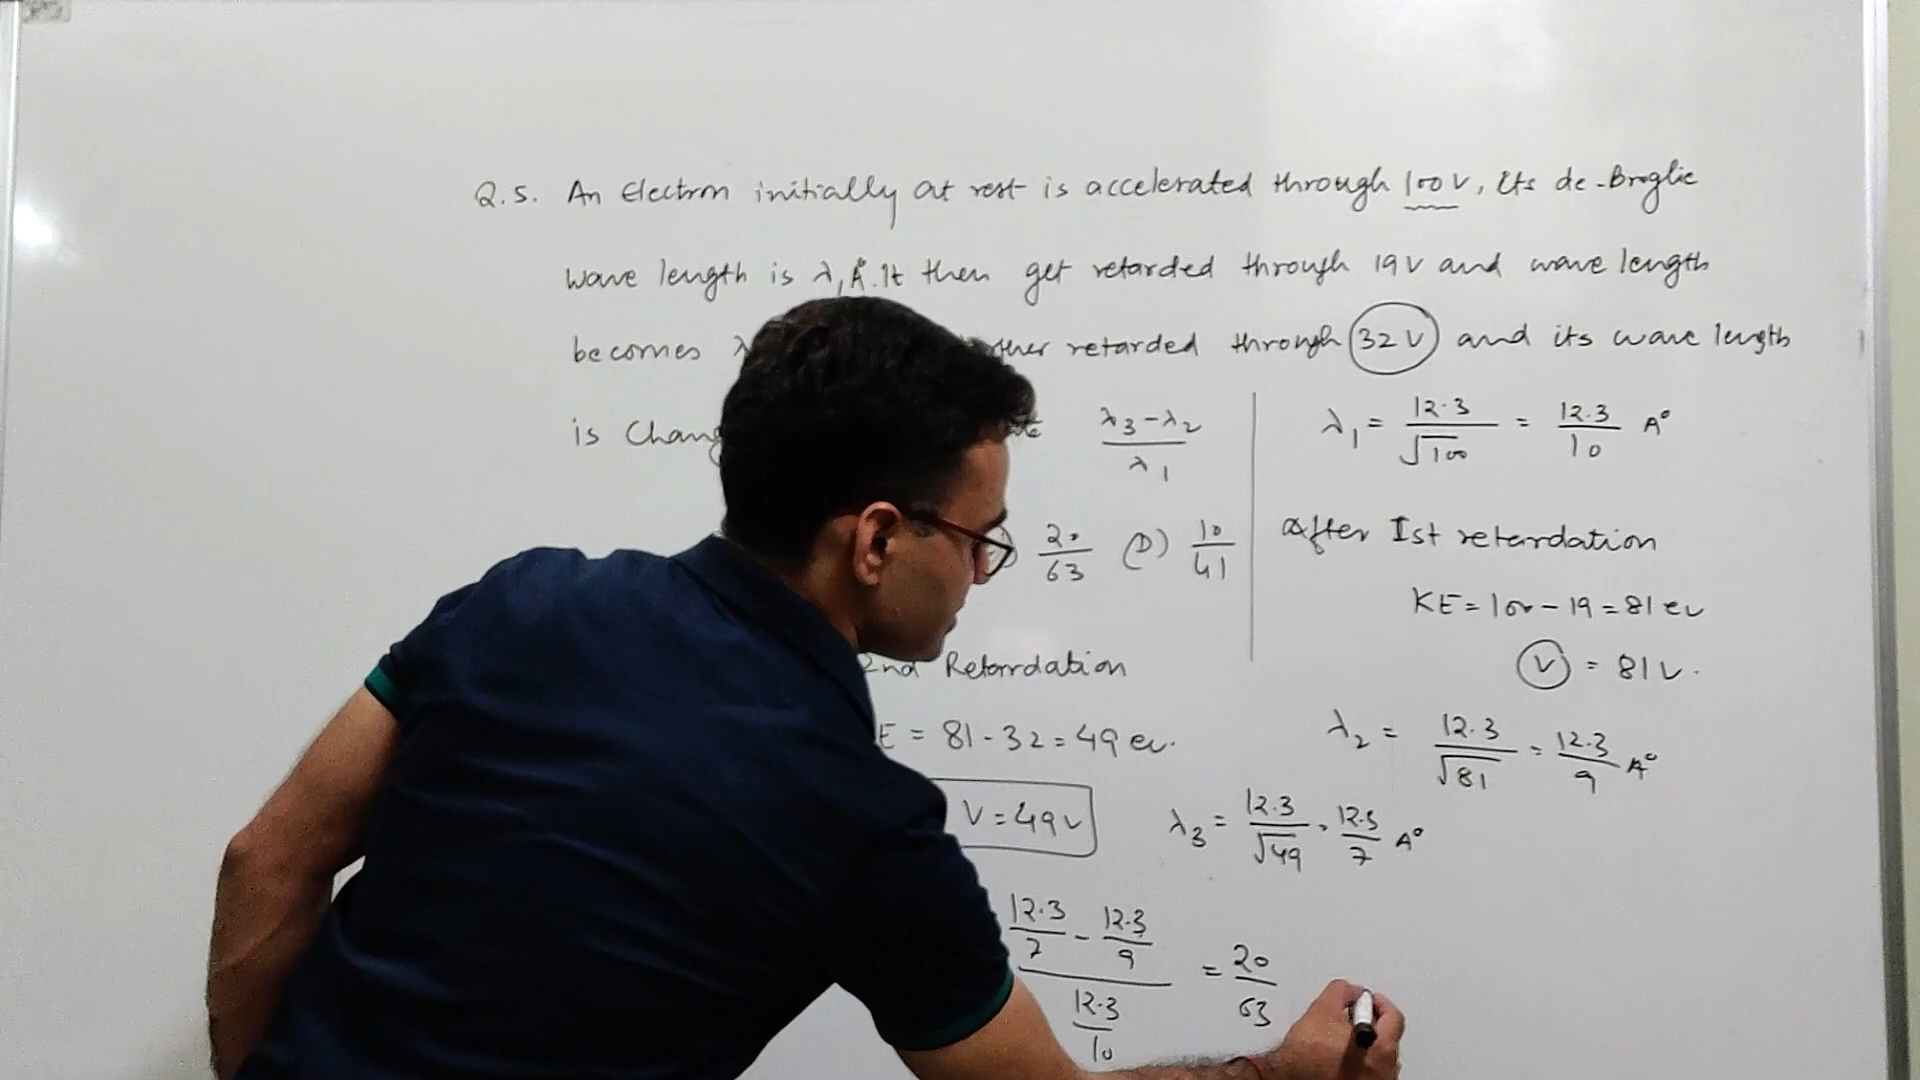 Q.5. An Electron initially at rest is accelerated through 100 V, Its de-Broglie
wave length is λ₁ A°. It then get retarded through 19 V and wave length
becomes λ retarded through 32 V and its wave length
is
λ₃-λ₂ / λ₁
20/63 (D) 10/41
λ₁ = 12.3/√100 = 12.3/10 A°
After Ist retardation
KE = 100 - 19 = 81 ev
V = 81 V.
λ₂ = 12.3/√81 = 12.3/9 A°
2nd Retardation
E = 81 - 32 = 49 ev.
V = 49 V
λ₃ = 12.3/√49 = 12.3/7 A°
(12.3/7 - 12.3/9) / (12.3/10) = 20/63